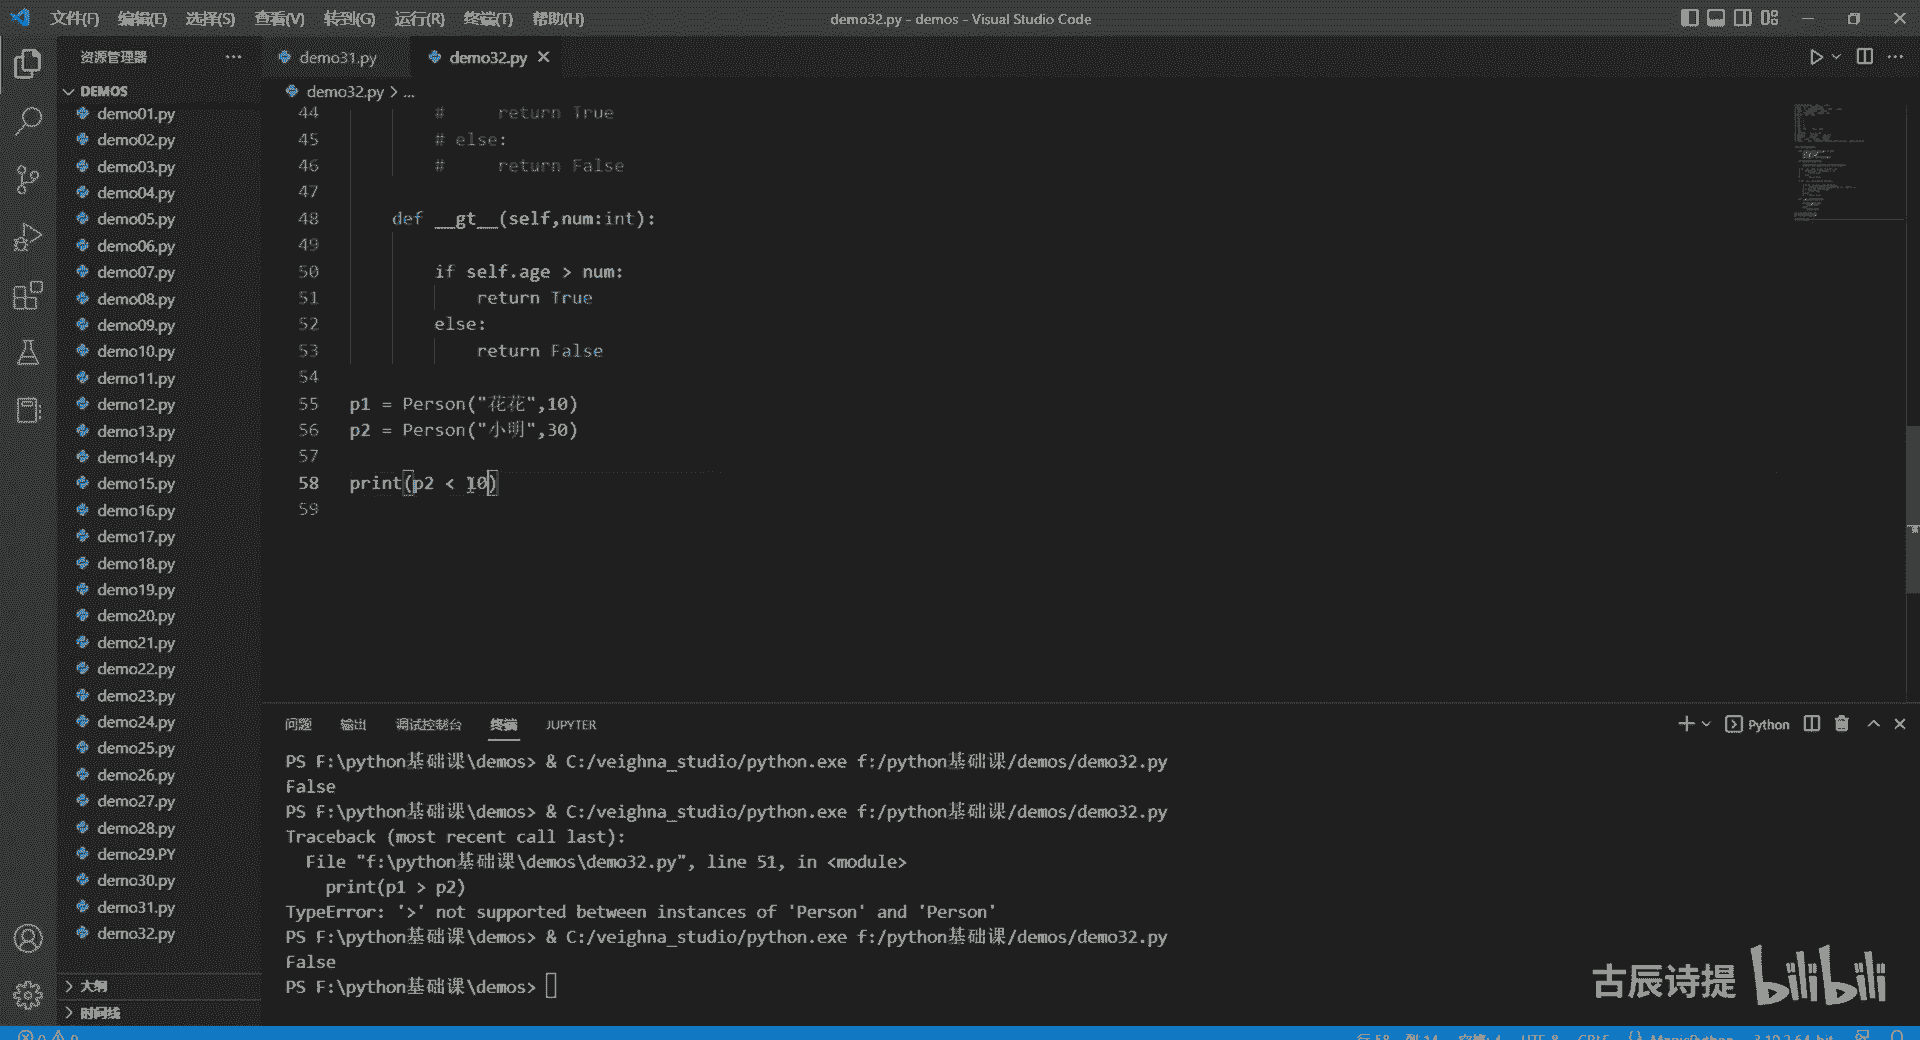 文件(F) 编辑(E) 选择(S) 查看(V) 转到(G) 运行(R) 终端(T) 帮助(H)
demo32.py - demos - Visual Studio Code
资源管理器
demo31.py
demo32.py
DEMOS
demo32.py > ...
demo01.py
demo02.py
demo03.py
demo04.py
demo05.py
demo06.py
demo07.py
demo08.py
demo09.py
demo10.py
demo11.py
demo12.py
demo13.py
demo14.py
demo15.py
demo16.py
demo17.py
demo18.py
demo19.py
demo20.py
demo21.py
demo22.py
demo23.py
demo24.py
demo25.py
demo26.py
demo27.py
demo28.py
demo29.PY
demo30.py
demo31.py
demo32.py
大纲
时间线
44 # return True
45 # else:
46 # return False
47
48 def __gt__(self,num:int):
49
50 if self.age > num:
51 return True
52 else:
53 return False
54
55 p1 = Person("花花",10)
56 p2 = Person("小明",30)
57
58 print(p2 < 10)
59
问题 输出 调试控制台 终端 JUPYTER
Python
PS F:\python基础课\demos> & C:/veighna_studio/python.exe f:/python基础课/demos/demo32.py
False
PS F:\python基础课\demos> & C:/veighna_studio/python.exe f:/python基础课/demos/demo32.py
Traceback (most recent call last):
File "f:\python基础课\demos\demo32.py", line 51, in <module>
print(p1 > p2)
TypeError: '>' not supported between instances of 'Person' and 'Person'
PS F:\python基础课\demos> & C:/veighna_studio/python.exe f:/python基础课/demos/demo32.py
False
PS F:\python基础课\demos>
古辰诗提 bilibili